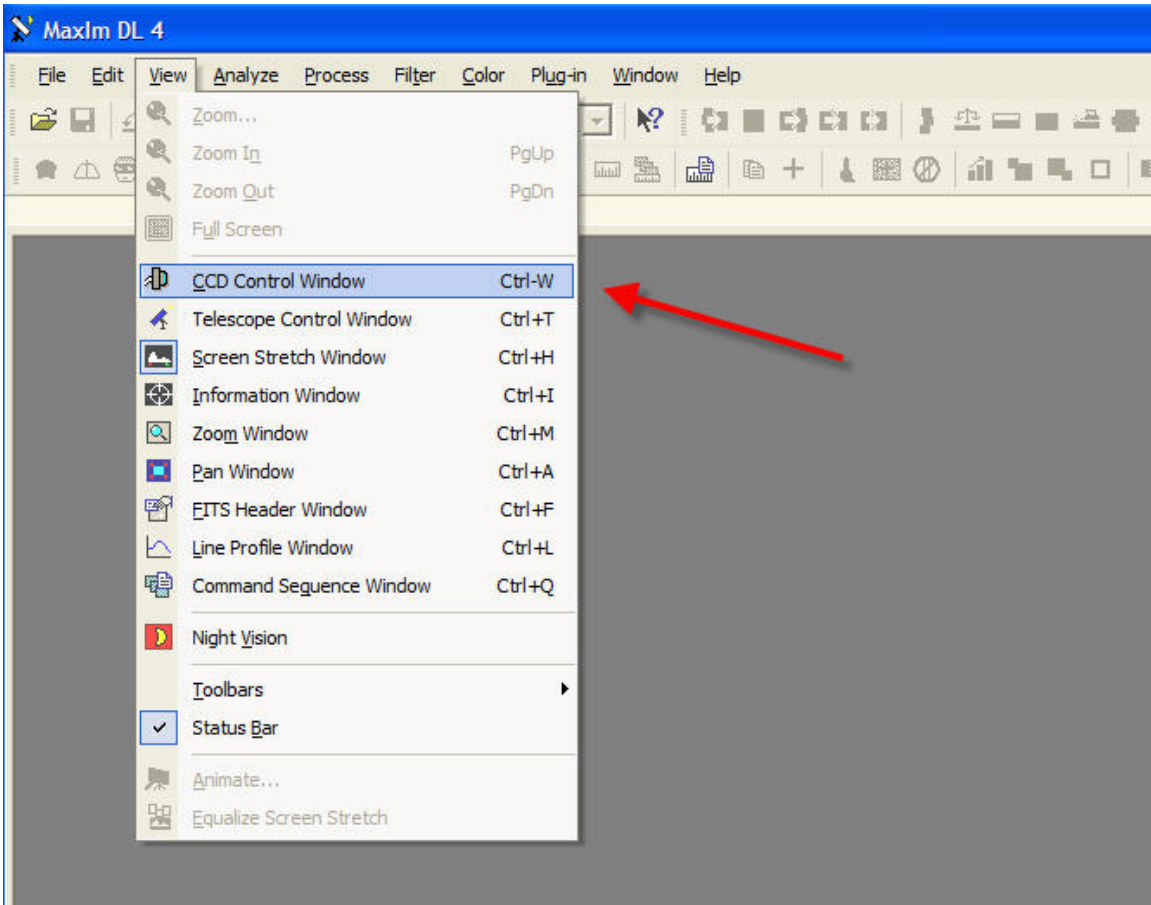 MaxIm DL 4
File Edit View Analyze Process Filter Color Plug-in Window Help
Zoom...
Zoom In PgUp
Zoom Out PgDn
Full Screen
CCD Control Window Ctrl-W
Telescope Control Window Ctrl+T
Screen Stretch Window Ctrl+H
Information Window Ctrl+I
Zoom Window Ctrl+M
Pan Window Ctrl+A
FITS Header Window Ctrl+F
Line Profile Window Ctrl+L
Command Sequence Window Ctrl+Q
Night Vision
Toolbars
Status Bar
Animate...
Equalize Screen Stretch